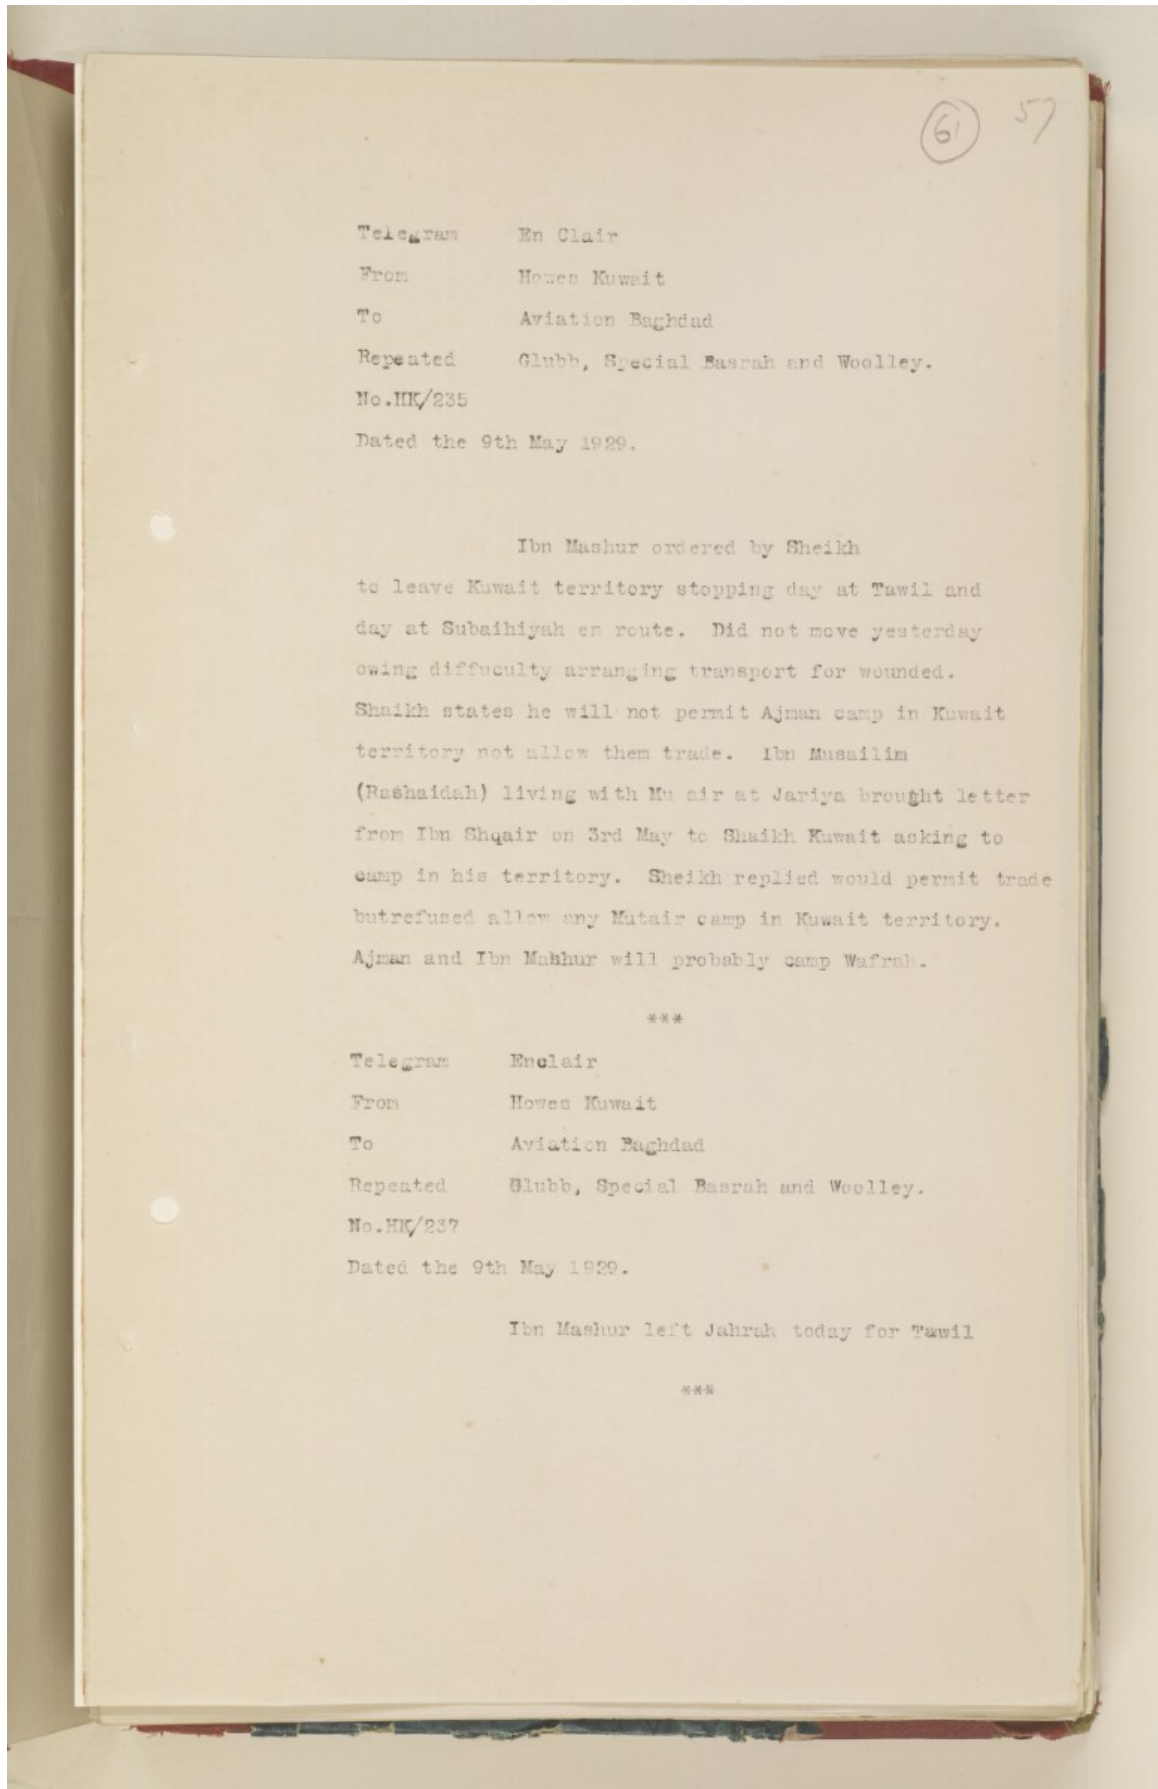 61 57
Telegram En Clair
From Howes Kuwait
To Aviation Baghdad
Repeated Glubb, Special Basrah and Woolley.
No.HK/235
Dated the 9th May 1929.
Ibn Mashur ordered by Sheikh
to leave Kuwait territory stopping day at Tawil and
day at Subaihiyah en route. Did not move yesterday
owing diffuculty arranging transport for wounded.
Shaikh states he will not permit Ajman camp in Kuwait
territory not allow them trade. Ibn Musailim
(Rashaidah) living with Mu air at Jariya brought letter
from Ibn Shqair on 3rd May to Shaikh Kuwait asking to
camp in his territory. Sheikh replied would permit trade
butrefused allow any Mutair camp in Kuwait territory.
Ajman and Ibn Mashur will probably camp Wafrah.
***
Telegram Enclair
From Howes Kuwait
To Aviation Baghdad
Repeated Glubb, Special Basrah and Woolley.
No.HK/237
Dated the 9th May 1929.
Ibn Mashur left Jahrah today for Tawil
***